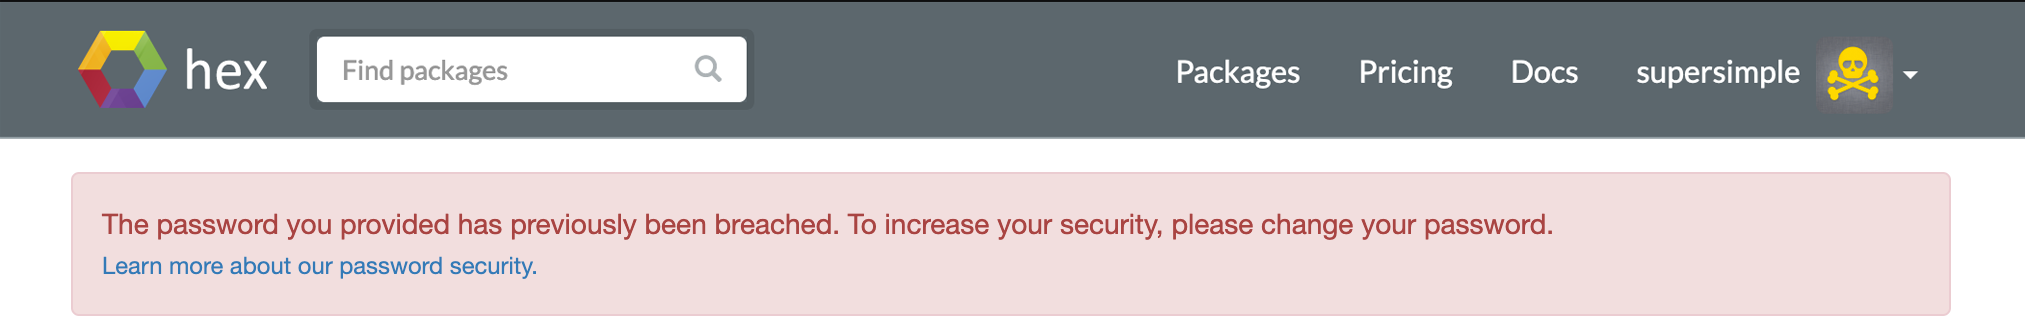 hex
Find packages
Packages
Pricing
Docs
supersimple
The password you provided has previously been breached. To increase your security, please change your password.
Learn more about our password security.